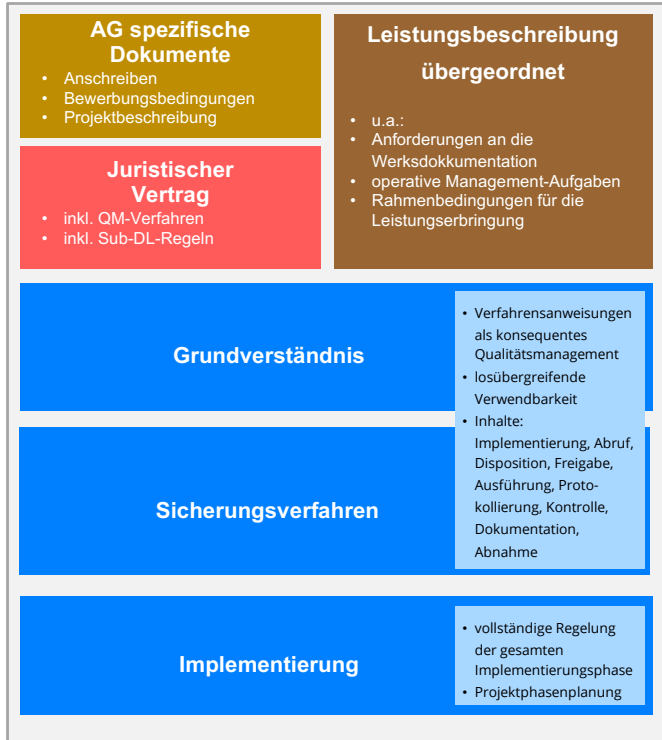 AG spezifische
Dokumente
• Anschreiben
• Bewerbungsbedingungen
• Projektbeschreibung
Juristischer
Vertrag
• inkl. QM-Verfahren
• inkl. Sub-DL-Regeln
Leistungsbeschreibung
übergeordnet
• u.a.:
• Anforderungen an die
Werksdokkumentation
• operative Management-Aufgaben
• Rahmenbedingungen für die
Leistungserbringung
Grundverständnis
Sicherungsverfahren
• Verfahrensanweisungen
als konsequentes
Qualitätsmanagement
• losübergreifende
Verwendbarkeit
• Inhalte:
Implementierung, Abruf,
Disposition, Freigabe,
Ausführung, Proto-
kollierung, Kontrolle,
Dokumentation,
Abnahme
Implementierung
• vollständige Regelung
der gesamten
Implementierungsphase
• Projektphasenplanung